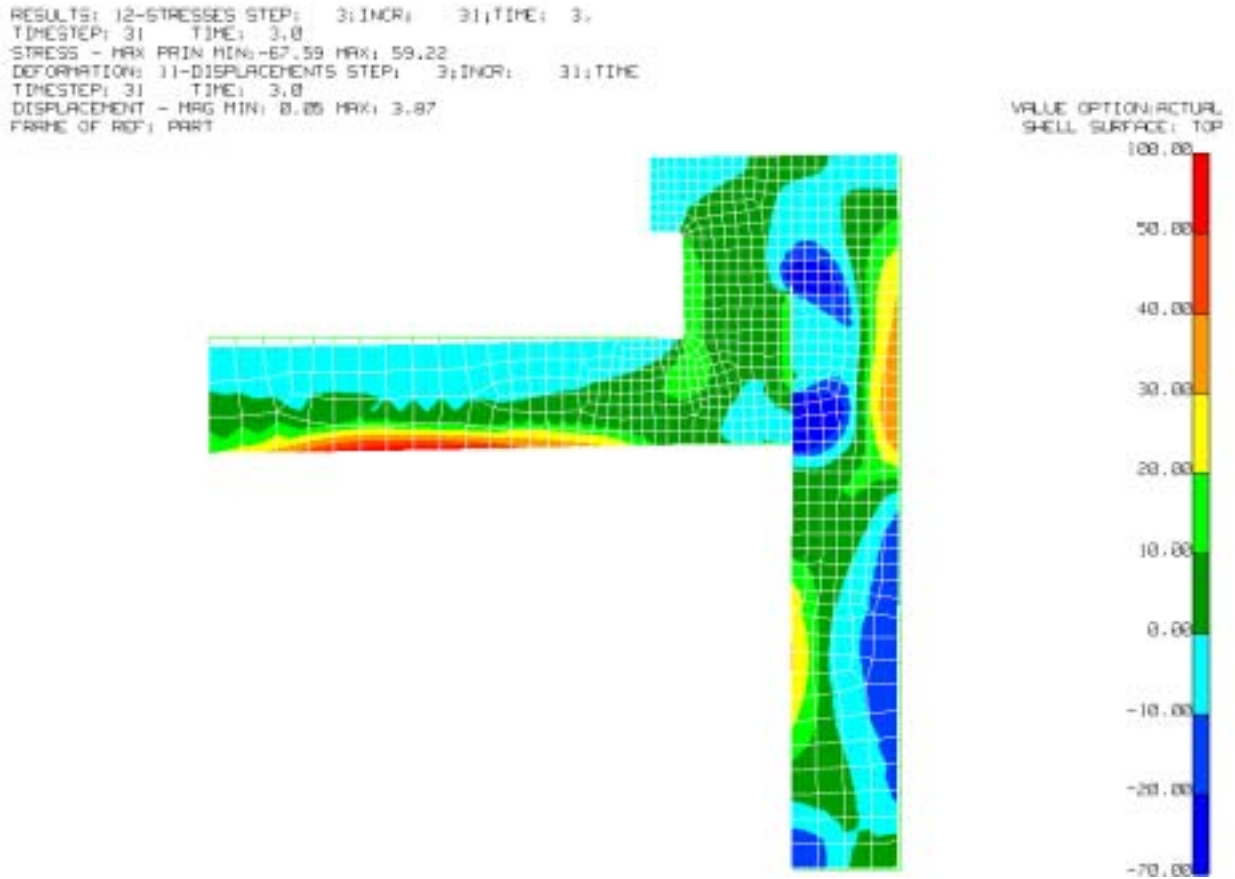 RESULTS: 12-STRESSES STEP: 3;INCR: 31;TIME: 3.
TIMESTEP: 31 TIME: 3.0
STRESS - MAX PRIN MIN:-67.59 MAX: 59.22
DEFORMATION: 11-DISPLACEMENTS STEP: 3;INCR: 31;TIME
TIMESTEP: 31 TIME: 3.0
DISPLACEMENT - MAG MIN: 0.05 MAX: 3.87
FRAME OF REF: PART
VALUE OPTION:ACTUAL
SHELL SURFACE: TOP
100.00
50.00
40.00
30.00
20.00
10.00
0.00
-10.00
-20.00
-70.00